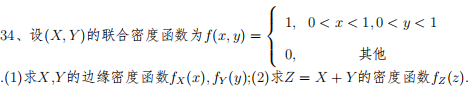 34、设(X, Y)的联合密度函数为f(x, y) = { 1, 0 < x < 1, 0 < y < 1
0, 其他
.(1)求X,Y的边缘密度函数f_X(x), f_Y(y);(2)求Z = X + Y的密度函数f_Z(z).